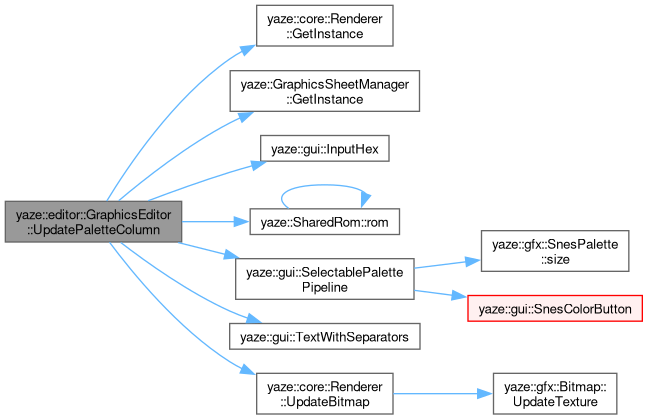 yaze::core::Renderer
::GetInstance
yaze::GraphicsSheetManager
::GetInstance
yaze::gui::InputHex
yaze::editor::GraphicsEditor
::UpdatePaletteColumn
yaze::SharedRom::rom
yaze::gui::SelectablePalette
Pipeline
yaze::gfx::SnesPalette
::size
yaze::gui::SnesColorButton
yaze::gui::TextWithSeparators
yaze::core::Renderer
::UpdateBitmap
yaze::gfx::Bitmap::
UpdateTexture